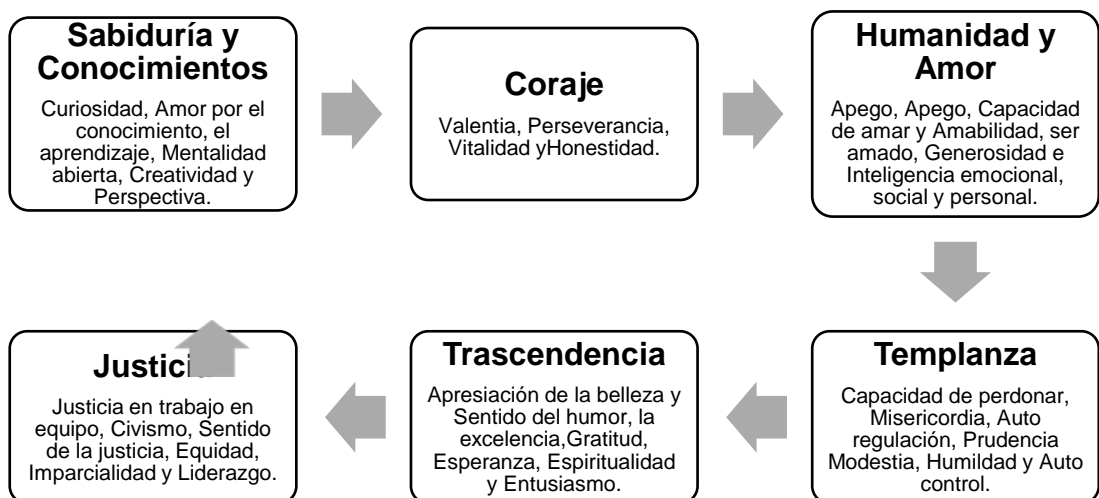 Sabiduría y
Conocimientos
Curiosidad, Amor por el
conocimiento, el
aprendizaje, Mentalidad
abierta, Creatividad y
Perspectiva.
Coraje
Valentia, Perseverancia,
Vitalidad yHonestidad.
Humanidad y
Amor
Apego, Apego, Capacidad
de amar y Amabilidad, ser
amado, Generosidad e
Inteligencia emocional,
social y personal.
Templanza
Capacidad de perdonar,
Misericordia, Auto
regulación, Prudencia
Modestia, Humildad y Auto
control.
Trascendencia
Apresiación de la belleza y
Sentido del humor, la
excelencia,Gratitud,
Esperanza, Espiritualidad
y Entusiasmo.
Justicia
Justicia en trabajo en
equipo, Civismo, Sentido
de la justicia, Equidad,
Imparcialidad y Liderazgo.